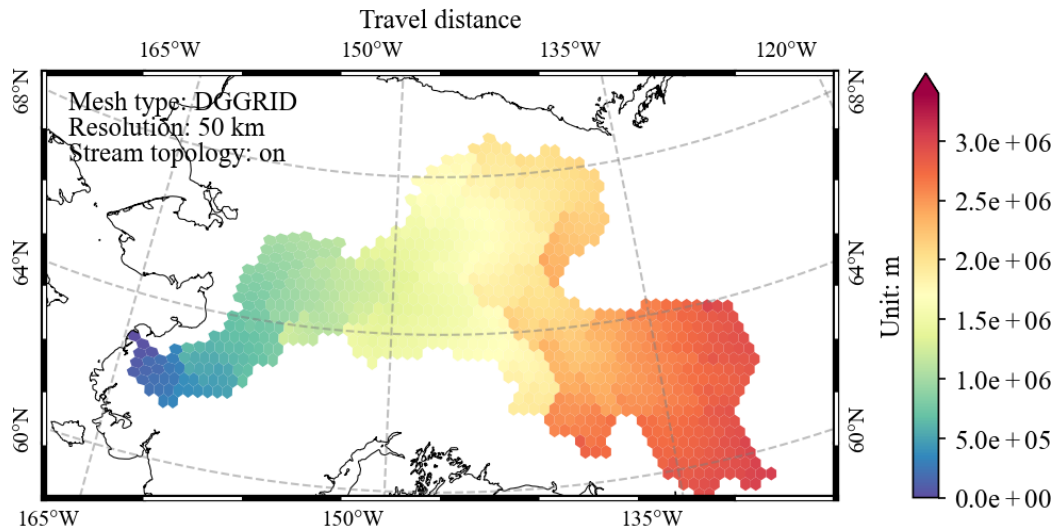 Travel distance
165°W 150°W 135°W 120°W
68°N 68°N
Mesh type: DGGRID
Resolution: 50 km
Stream topology: on
64°N 64°N
60°N 60°N
165°W 150°W 135°W
Unit: m
3.0e + 06
2.5e + 06
2.0e + 06
1.6e + 06
1.0e + 06
5.0e + 05
0.0e + 00